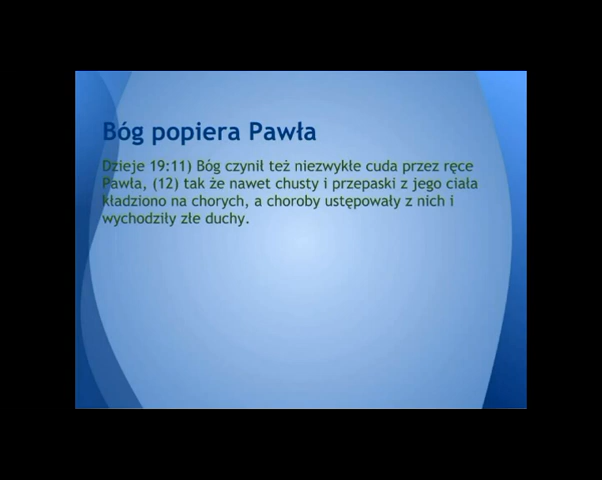 Bóg popiera Pawła
Dzieje 19:11) Bóg czynił też niezwykłe cuda przez ręce
Pawła, (12) tak że nawet chusty i przepaski z jego ciała
kładziono na chorych, a choroby ustępowały z nich i
wychodziły złe duchy.